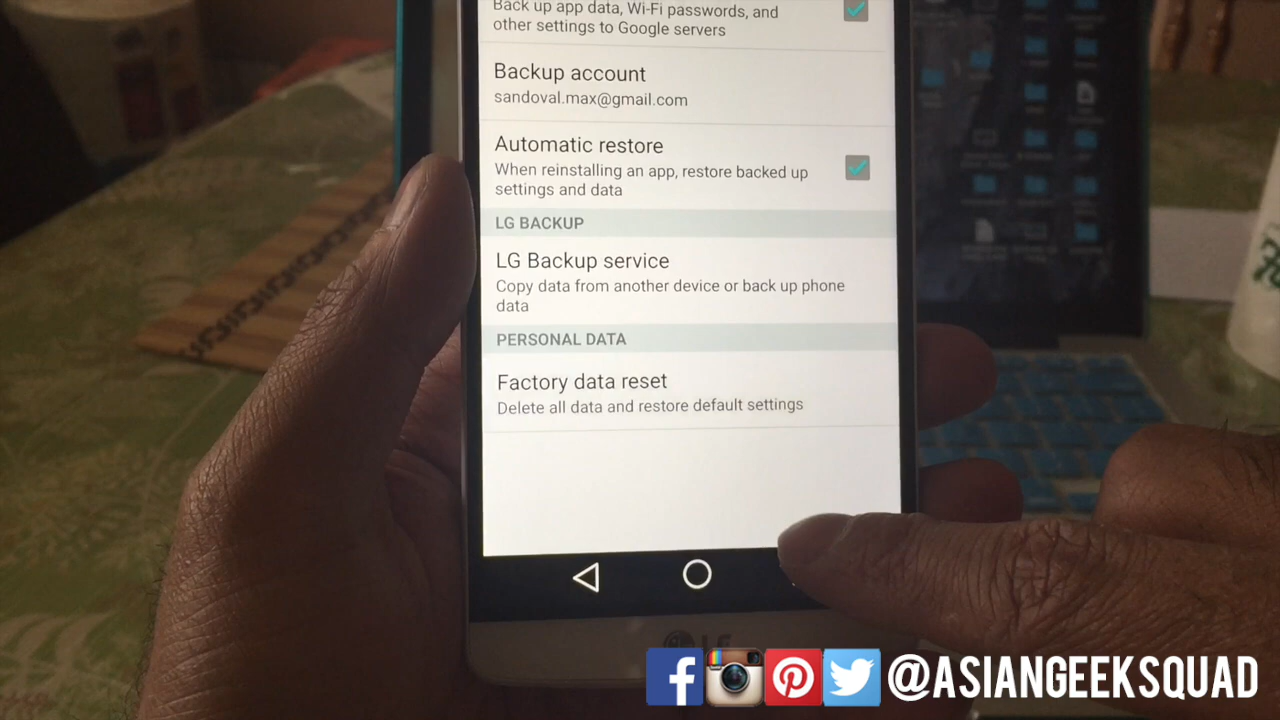 Back up app data, Wi-Fi passwords, and
other settings to Google servers
Backup account
sandoval.max@gmail.com
Automatic restore
When reinstalling an app, restore backed up
settings and data
LG BACKUP
LG Backup service
Copy data from another device or back up phone
data
PERSONAL DATA
Factory data reset
Delete all data and restore default settings
LG
@ASIANGEEKSQUAD